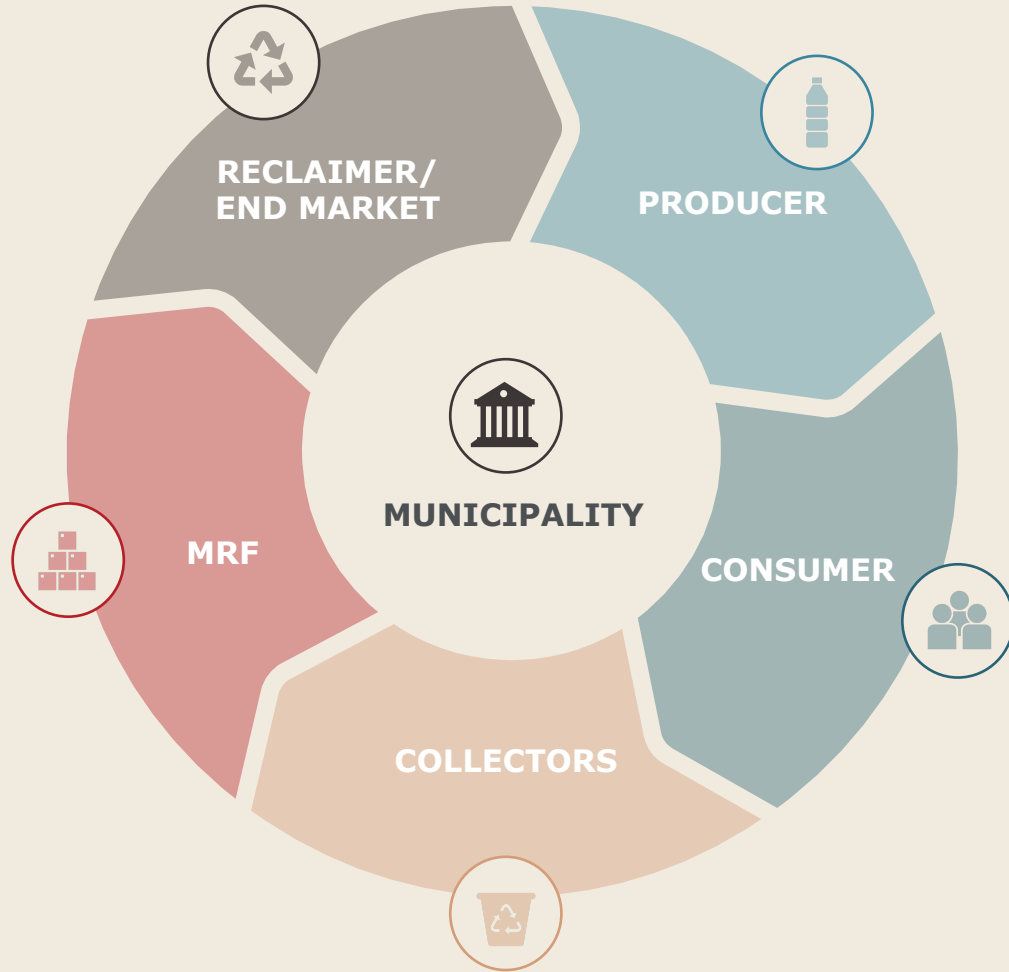 RECLAIMER/
END MARKET
PRODUCER
MUNICIPALITY
MRF
CONSUMER
COLLECTORS